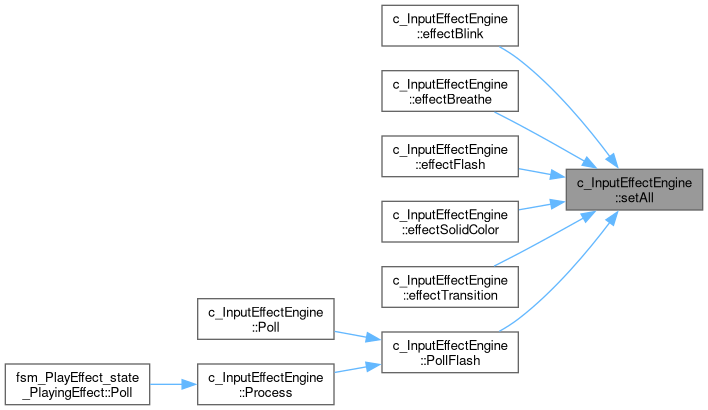 c_InputEffectEngine
::effectBlink
c_InputEffectEngine
::effectBreathe
c_InputEffectEngine
::effectFlash
c_InputEffectEngine
::setAll
c_InputEffectEngine
::effectSolidColor
c_InputEffectEngine
::effectTransition
c_InputEffectEngine
::Poll
c_InputEffectEngine
::PollFlash
fsm_PlayEffect_state
_PlayingEffect::Poll
c_InputEffectEngine
::Process